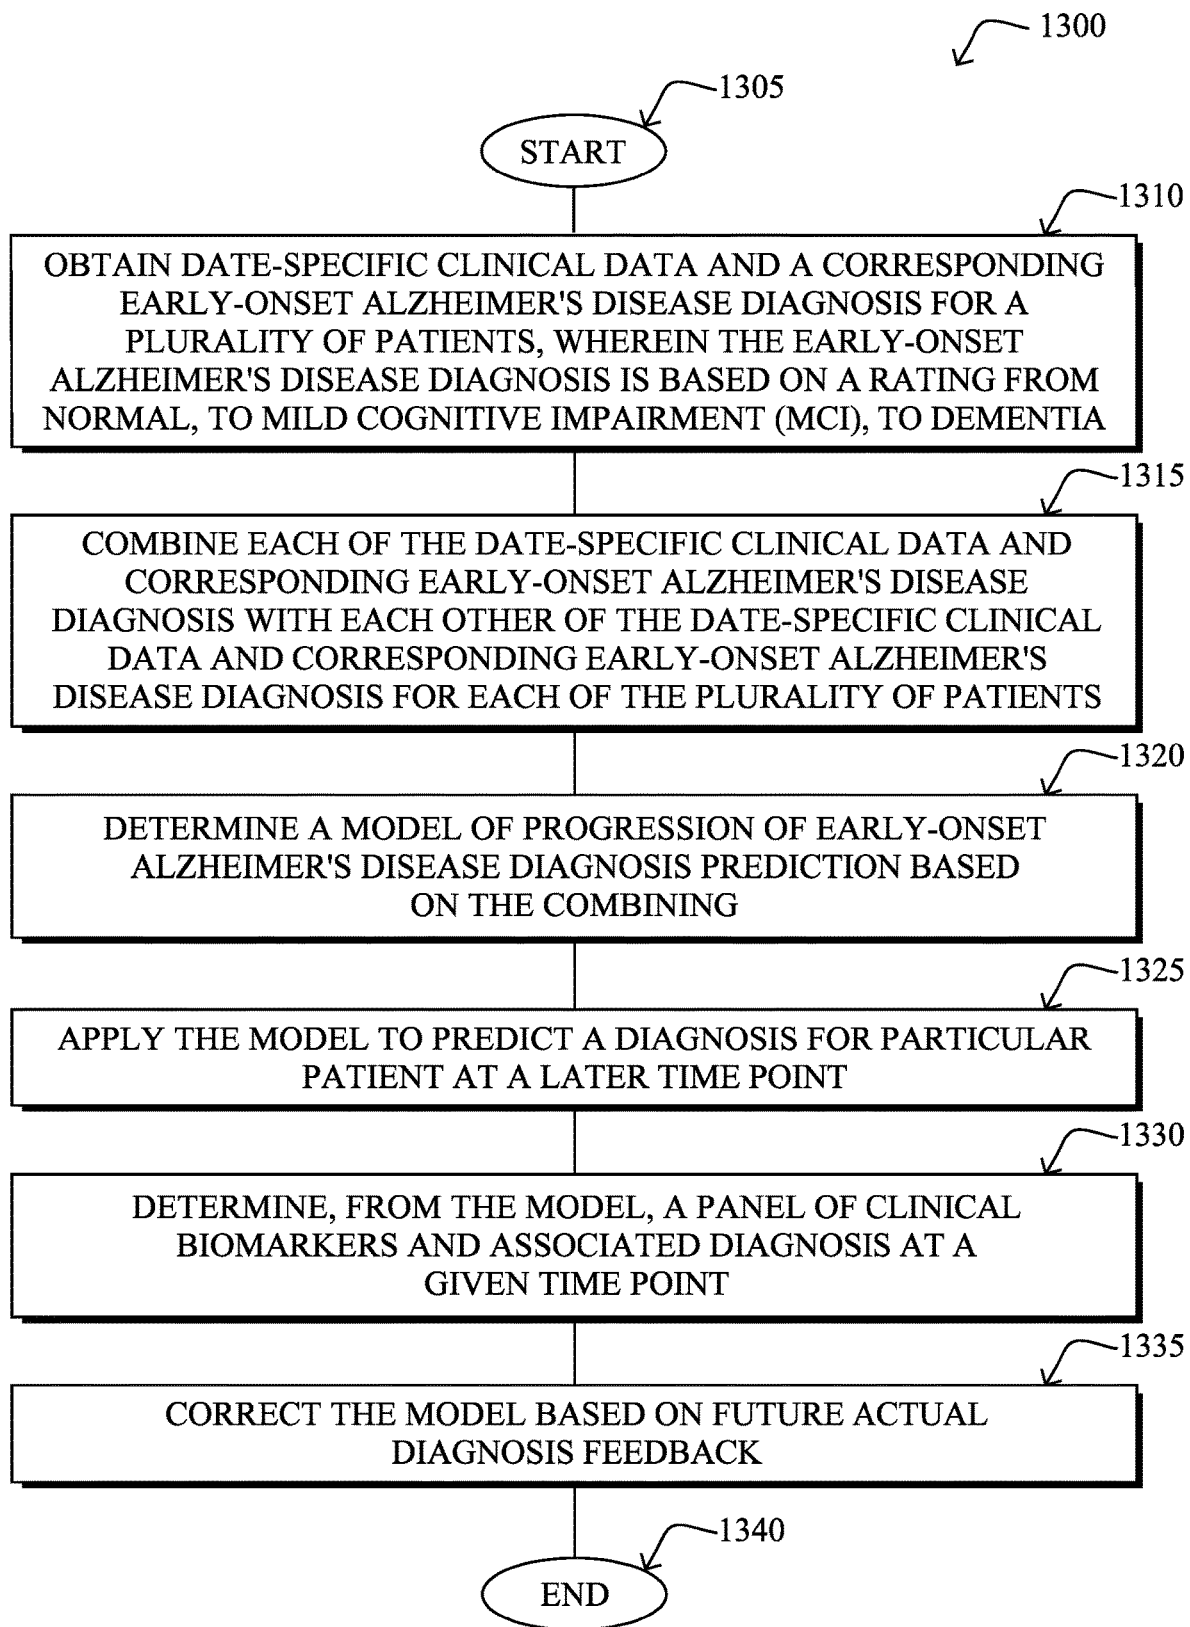 1300
1305
START
1310
OBTAIN DATE-SPECIFIC CLINICAL DATA AND A CORRESPONDING
EARLY-ONSET ALZHEIMER'S DISEASE DIAGNOSIS FOR A
PLURALITY OF PATIENTS, WHEREIN THE EARLY-ONSET
ALZHEIMER'S DISEASE DIAGNOSIS IS BASED ON A RATING FROM
NORMAL, TO MILD COGNITIVE IMPAIRMENT (MCI), TO DEMENTIA
1315
COMBINE EACH OF THE DATE-SPECIFIC CLINICAL DATA AND
CORRESPONDING EARLY-ONSET ALZHEIMER'S DISEASE
DIAGNOSIS WITH EACH OTHER OF THE DATE-SPECIFIC CLINICAL
DATA AND CORRESPONDING EARLY-ONSET ALZHEIMER'S
DISEASE DIAGNOSIS FOR EACH OF THE PLURALITY OF PATIENTS
1320
DETERMINE A MODEL OF PROGRESSION OF EARLY-ONSET
ALZHEIMER'S DISEASE DIAGNOSIS PREDICTION BASED
ON THE COMBINING
1325
APPLY THE MODEL TO PREDICT A DIAGNOSIS FOR PARTICULAR
PATIENT AT A LATER TIME POINT
1330
DETERMINE, FROM THE MODEL, A PANEL OF CLINICAL
BIOMARKERS AND ASSOCIATED DIAGNOSIS AT A
GIVEN TIME POINT
1335
CORRECT THE MODEL BASED ON FUTURE ACTUAL
DIAGNOSIS FEEDBACK
1340
END